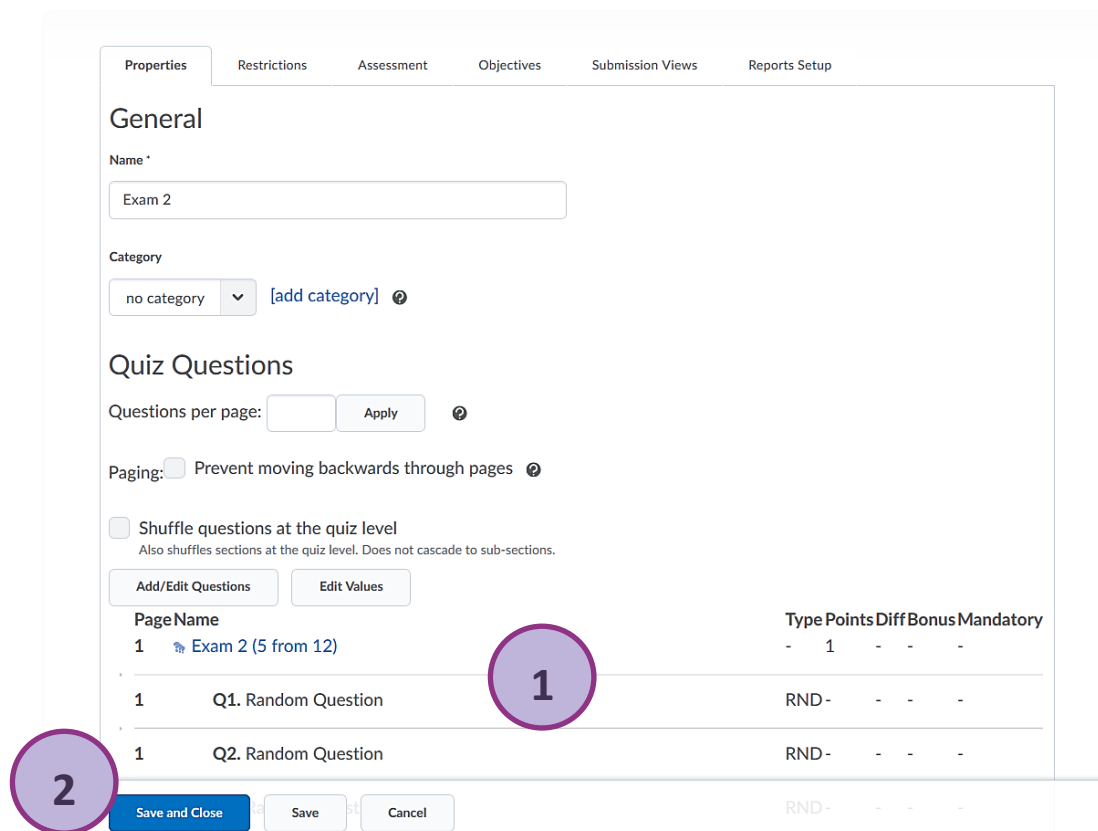 Properties Restrictions Assessment Objectives Submission Views Reports Setup
General
Name *
Exam 2
Category
no category [add category]
Quiz Questions
Questions per page: Apply
Paging: Prevent moving backwards through pages
Shuffle questions at the quiz level
Also shuffles sections at the quiz level. Does not cascade to sub-sections.
Add/Edit Questions Edit Values
Page Name Type Points Diff Bonus Mandatory
1 Exam 2 (5 from 12) - 1 - - -
1
1 Q1. Random Question RND - - - -
1 Q2. Random Question RND - - - -
2
Save and Close Save Cancel RND - - - -